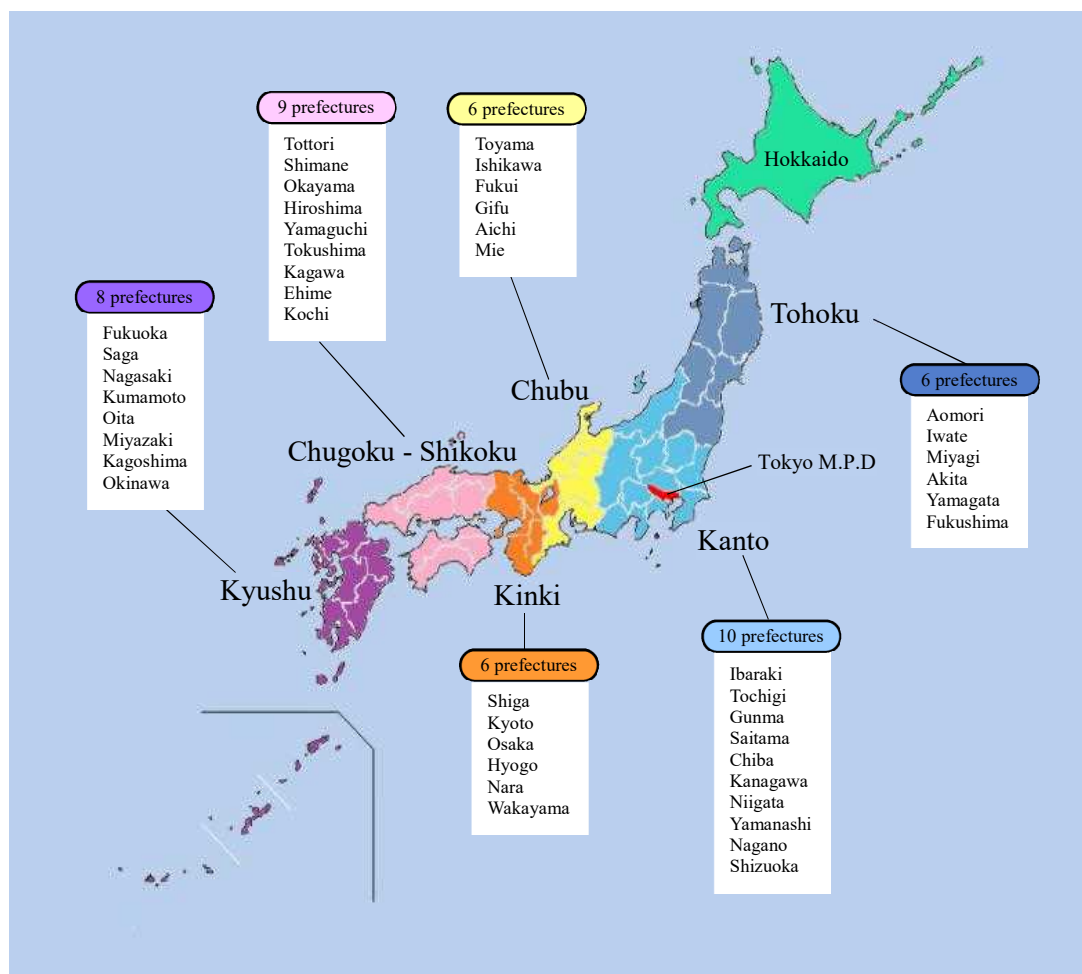 9 prefectures
Tottori
Shimane
Okayama
Hiroshima
Yamaguchi
Tokushima
Kagawa
Ehime
Kochi
6 prefectures
Toyama
Ishikawa
Fukui
Gifu
Aichi
Mie
Hokkaido
8 prefectures
Fukuoka
Saga
Nagasaki
Kumamoto
Oita
Miyazaki
Kagoshima
Okinawa
Tohoku
6 prefectures
Aomori
Iwate
Miyagi
Akita
Yamagata
Fukushima
Chubu
Chugoku - Shikoku
Tokyo M.P.D
Kanto
Kyushu
Kinki
6 prefectures
Shiga
Kyoto
Osaka
Hyogo
Nara
Wakayama
10 prefectures
Ibaraki
Tochigi
Gunma
Saitama
Chiba
Kanagawa
Niigata
Yamanashi
Nagano
Shizuoka